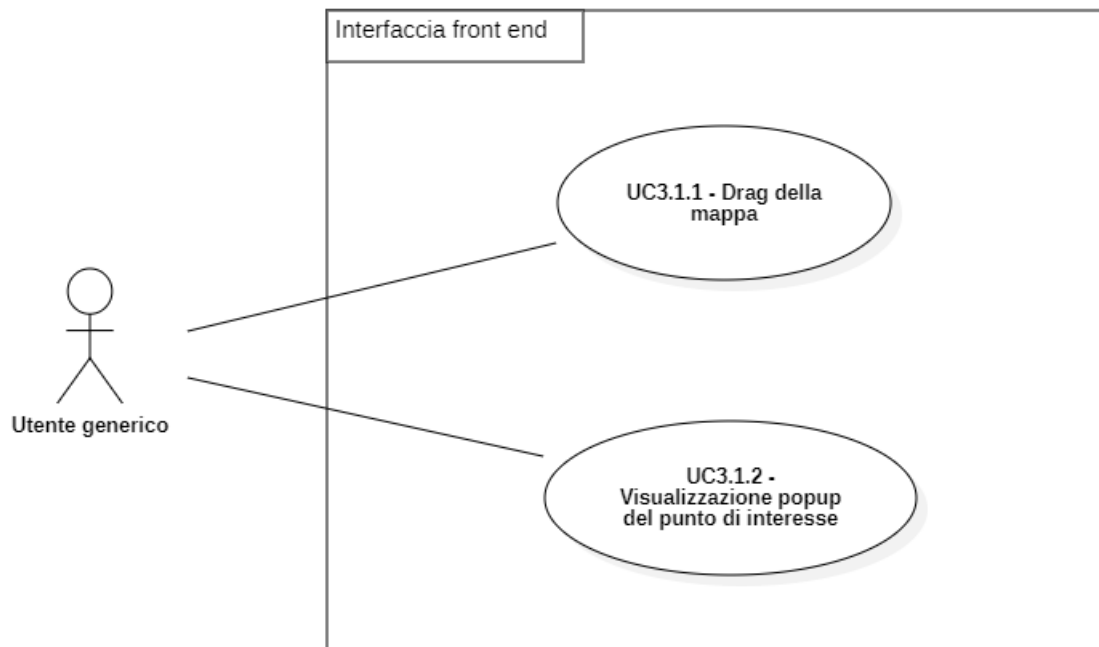 Interfaccia front end
UC3.1.1 - Drag della
mappa
Utente generico
UC3.1.2 -
Visualizzazione popup
del punto di interesse